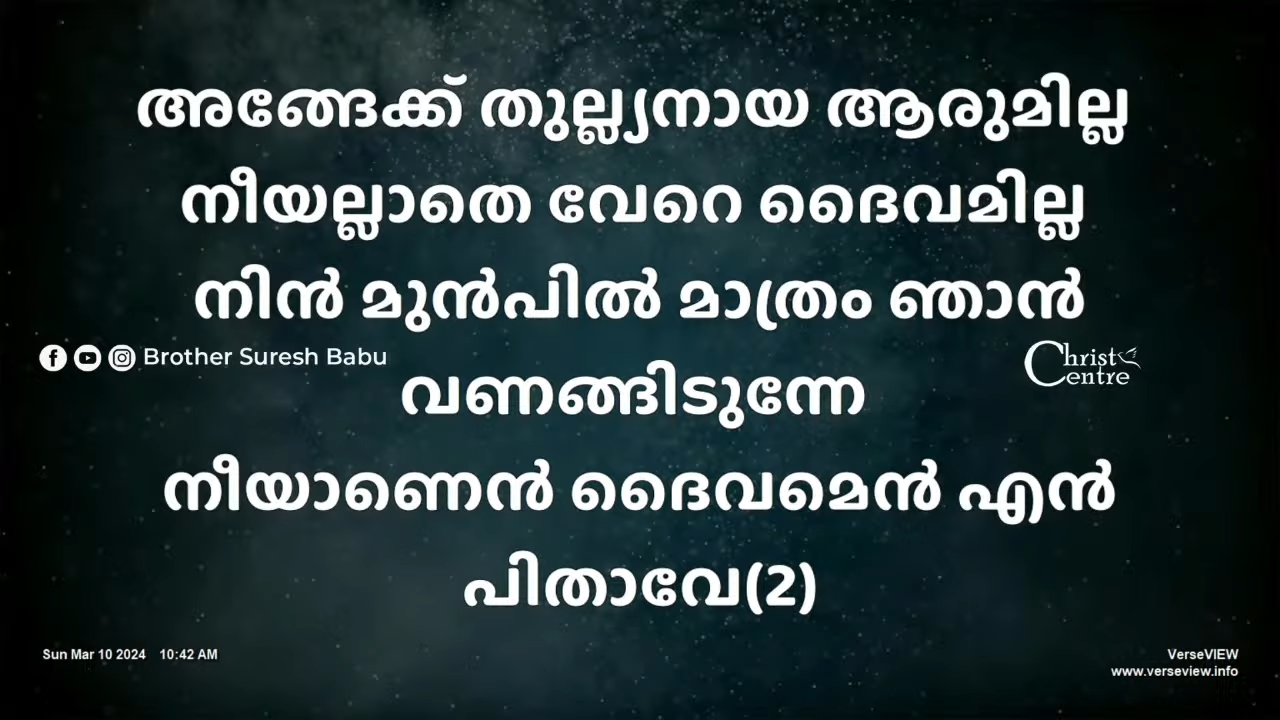 അങ്ങേക്ക് തുല്ല്യനായ ആരുമില്ല
നീയല്ലാതെ വേറെ ദൈവമില്ല
നിൻ മുൻപിൽ മാത്രം ഞാൻ
Brother Suresh Babu
Christ
Centre
വണങ്ങിടുന്നേ
നീയാണെൻ ദൈവമെൻ എൻ
പിതാവേ(2)
Sun Mar 10 2024 10:42 AM
VerseVIEW
www.verseview.info